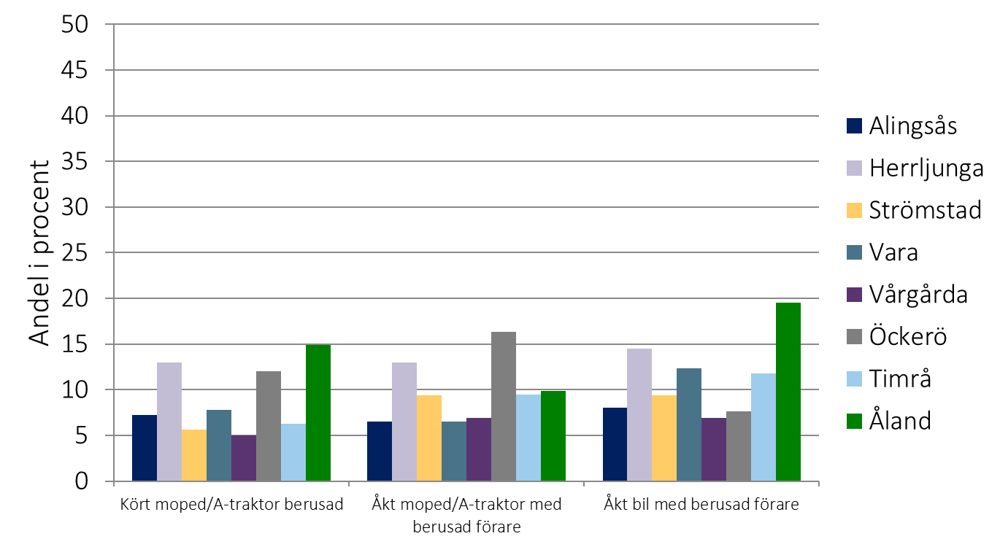 50
45
40
35
30
25
20
15
10
5
0
Andel i procent
Kört moped/A-traktor berusad
Åkt moped/A-traktor med
berusad förare
Åkt bil med berusad förare
Alingsås
Herrljunga
Strömstad
Vara
Vårgårda
Öckerö
Timrå
Åland